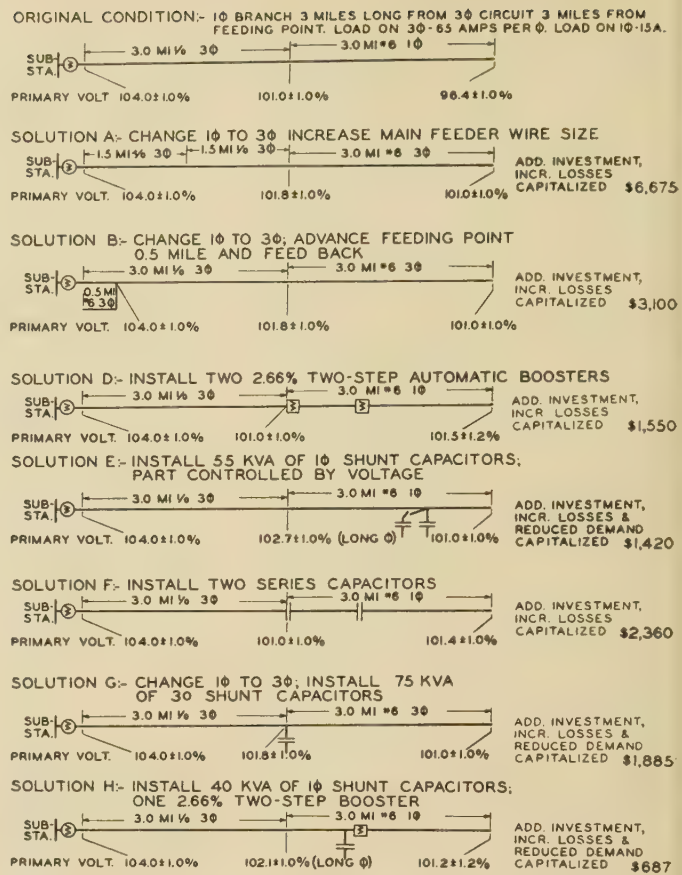 ORIGINAL CONDITION:- 1Φ BRANCH 3 MILES LONG FROM 3Φ CIRCUIT 3 MILES FROM
FEEDING POINT. LOAD ON 3Φ-65 AMPS PER Φ. LOAD ON 1Φ-15A.
3.0 MI 1/0 3Φ 3.0 MI #6 1Φ
SUB-
STA.
PRIMARY VOLT 104.0±1.0% 101.0±1.0% 96.4±1.0%
SOLUTION A:- CHANGE 1Φ TO 3Φ INCREASE MAIN FEEDER WIRE SIZE
1.5 MI 4/0 3Φ 1.5 MI 1/0 3Φ 3.0 MI #6 3Φ
SUB-
STA.
ADD. INVESTMENT,
INCR. LOSSES
CAPITALIZED $6,675
PRIMARY VOLT. 104.0±1.0% 101.8±1.0% 101.0±1.0%
SOLUTION B:- CHANGE 1Φ TO 3Φ; ADVANCE FEEDING POINT
0.5 MILE AND FEED BACK
3.0 MI 1/0 3Φ 3.0 MI #6 3Φ
SUB-
STA.
0.5 MI
#6 3Φ
ADD. INVESTMENT,
INCR. LOSSES
CAPITALIZED $3,100
PRIMARY VOLT. 104.0±1.0% 101.8±1.0% 101.0±1.0%
SOLUTION D:- INSTALL TWO 2.66% TWO-STEP AUTOMATIC BOOSTERS
3.0 MI 1/0 3Φ 3.0 MI #6 1Φ
SUB-
STA.
ADD. INVESTMENT,
INCR LOSSES
CAPITALIZED $1,550
PRIMARY VOLT. 104.0±1.0% 101.0±1.0% 101.5±1.2%
SOLUTION E:- INSTALL 55 KVA OF 1Φ SHUNT CAPACITORS;
PART CONTROLLED BY VOLTAGE
3.0 MI 1/0 3Φ 3.0 MI #6 1Φ
SUB-
STA.
ADD. INVESTMENT,
INCR. LOSSES &
REDUCED DEMAND
CAPITALIZED $1,420
PRIMARY VOLT. 104.0±1.0% 102.7±1.0% (LONG Φ) 101.0±1.0%
SOLUTION F:- INSTALL TWO SERIES CAPACITORS
3.0 MI 1/0 3Φ 3.0 MI #6 1Φ
SUB-
STA.
ADD. INVESTMENT,
INCR. LOSSES
CAPITALIZED $2,360
PRIMARY VOLT. 104.0±1.0% 101.0±1.0% 101.4±1.0%
SOLUTION G:- CHANGE 1Φ TO 3Φ; INSTALL 75 KVA
OF 3Φ SHUNT CAPACITORS
3.0 MI 1/0 3Φ 3.0 MI #6 3Φ
SUB-
STA.
ADD. INVESTMENT,
INCR. LOSSES &
REDUCED DEMAND
CAPITALIZED $1,885
PRIMARY VOLT. 104.0±1.0% 101.8±1.0% 101.0±1.0%
SOLUTION H:- INSTALL 40 KVA OF 1Φ SHUNT CAPACITORS;
ONE 2.66% TWO-STEP BOOSTER
3.0 MI 1/0 3Φ 3.0 MI #6 1Φ
SUB-
STA.
ADD. INVESTMENT,
INCR. LOSSES &
REDUCED DEMAND
CAPITALIZED $687
PRIMARY VOLT. 104.0±1.0% 102.1±1.0% (LONG Φ) 101.2±1.2%